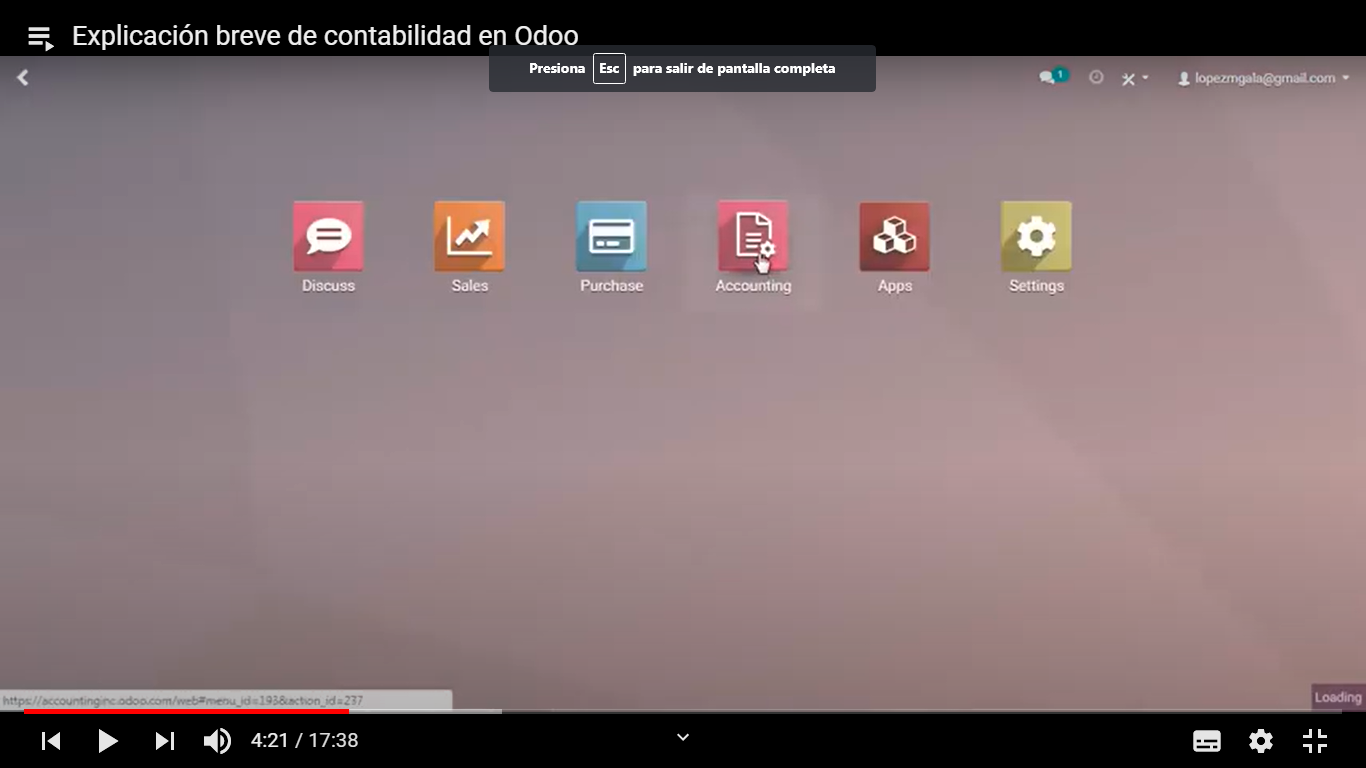 Explicación breve de contabilidad en Odoo
Presiona Esc para salir de pantalla completa
1
lopezmgala@gmail.com
Discuss
Sales
Purchase
Accounting
Apps
Settings
https://accountinginc.odoo.com/web#menu_id=193&action_id=237
Loading
4:21 / 17:38